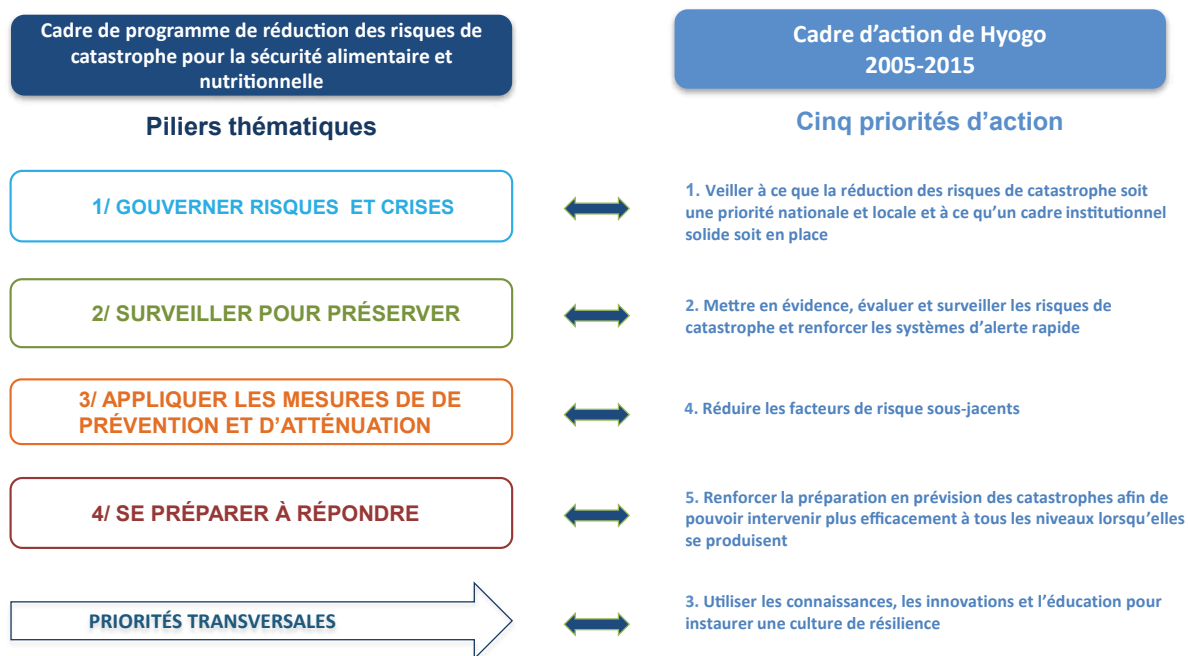 Cadre de programme de réduction des risques de
catastrophe pour la sécurité alimentaire et
nutritionnelle
Cadre d'action de Hyogo
2005-2015
Piliers thématiques
Cinq priorités d'action
1/ GOUVERNER RISQUES ET CRISES
1. Veiller à ce que la réduction des risques de catastrophe soit
une priorité nationale et locale et à ce qu'un cadre institutionnel
solide soit en place
2/ SURVEILLER POUR PRÉSERVER
2. Mettre en évidence, évaluer et surveiller les risques de
catastrophe et renforcer les systèmes d'alerte rapide
3/ APPLIQUER LES MESURES DE DE
PRÉVENTION ET D'ATTÉNUATION
4. Réduire les facteurs de risque sous-jacents
4/ SE PRÉPARER À RÉPONDRE
5. Renforcer la préparation en prévision des catastrophes afin de
pouvoir intervenir plus efficacement à tous les niveaux lorsqu'elles
se produisent
PRIORITÉS TRANSVERSALES
3. Utiliser les connaissances, les innovations et l'éducation pour
instaurer une culture de résilience